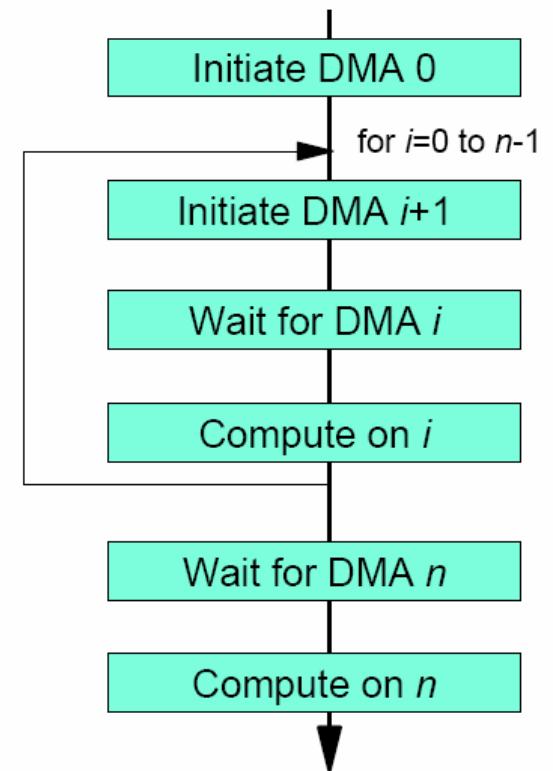 Initiate DMA 0
for i=0 to n-1
Initiate DMA i+1
Wait for DMA i
Compute on i
Wait for DMA n
Compute on n